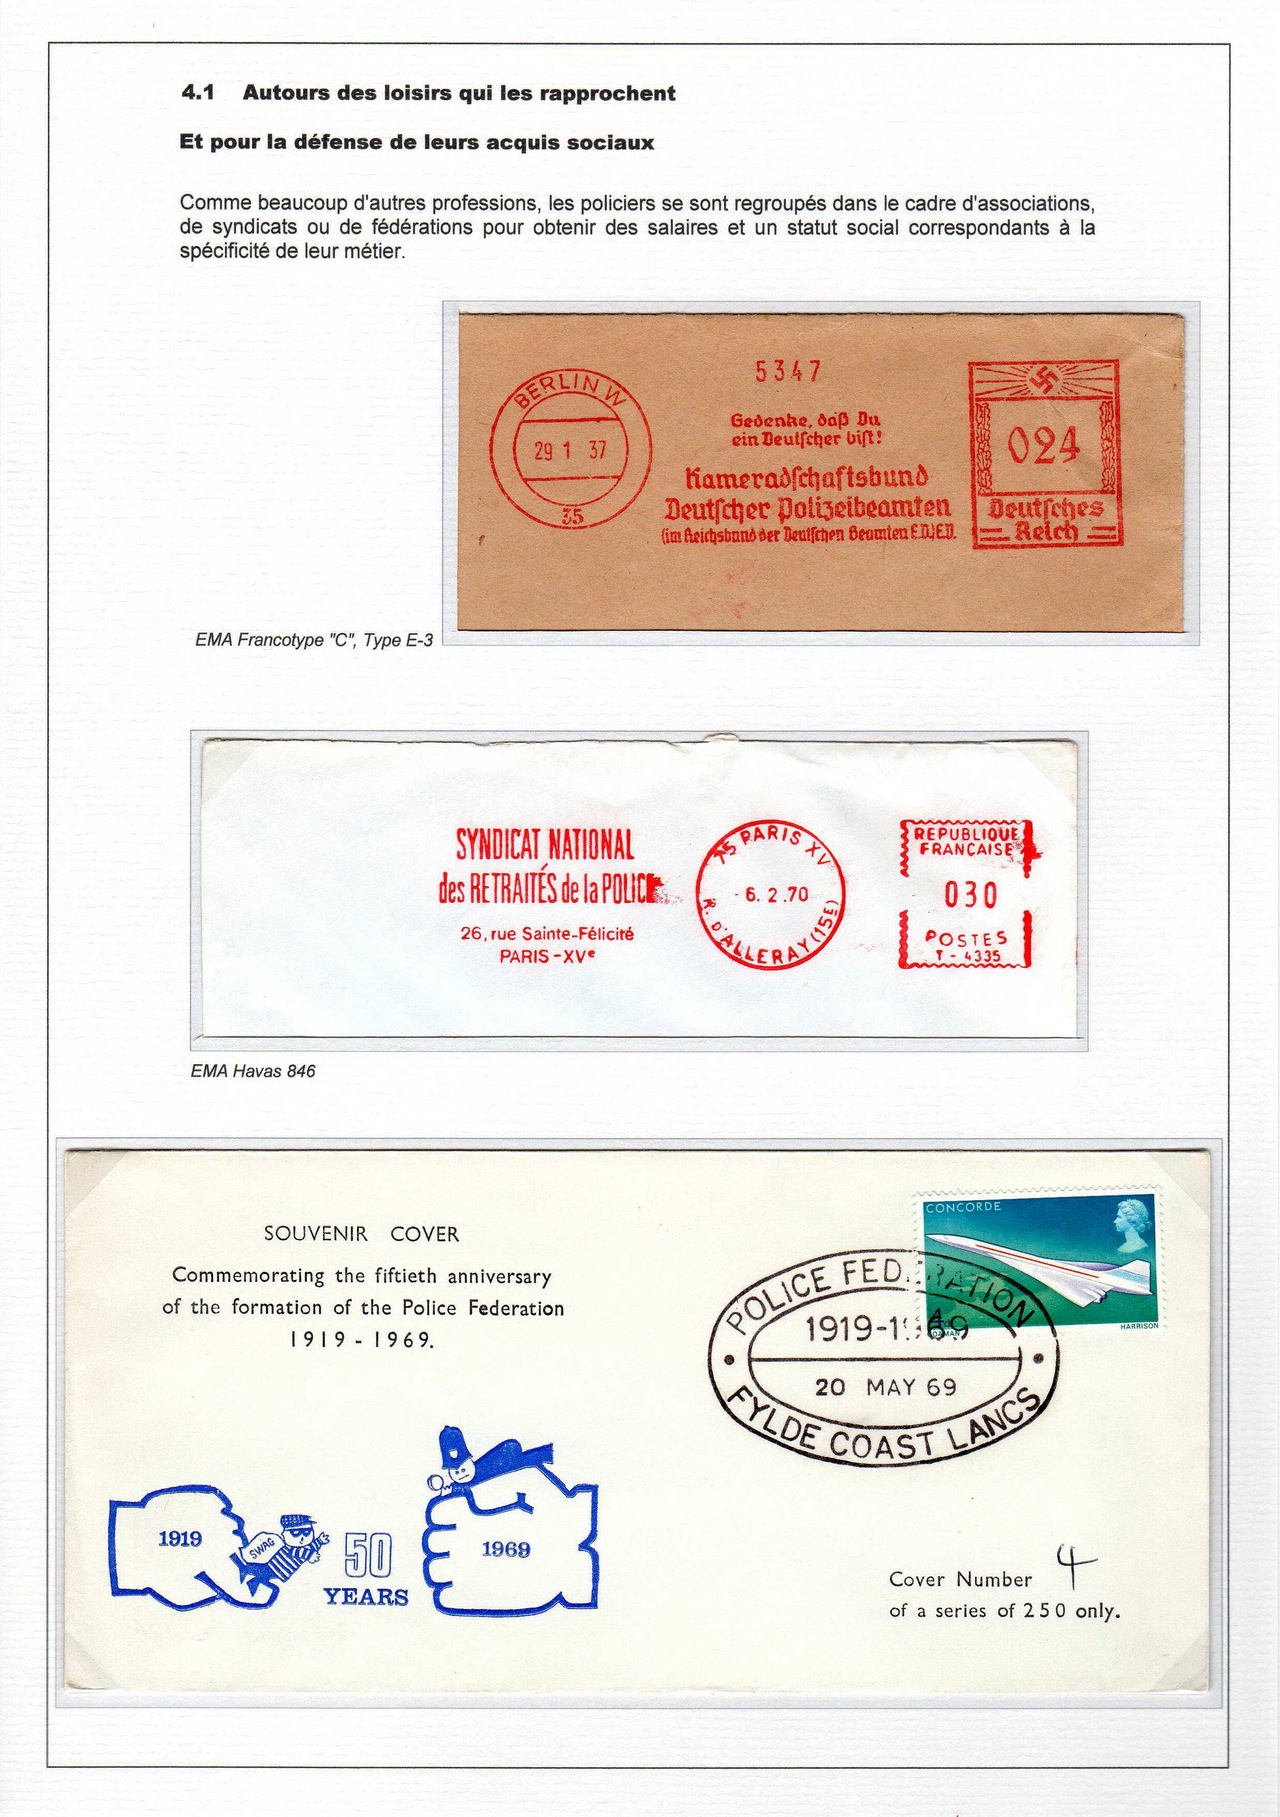 4.1 Autours des loisirs qui les rapprochent
Et pour la défense de leurs acquis sociaux
Comme beaucoup d'autres professions, les policiers se sont regroupés dans le cadre d'associations,
de syndicats ou de fédérations pour obtenir des salaires et un statut social correspondants à la
spécificité de leur métier.
BERLIN W
29 1 37
35
5347
Gedenke, daß Du
ein Deutscher bist!
Kameradschaftsbund
Deutscher Polizeibeamten
(im Reichsbund der Deutschen Beamten E.D.)E.D.
024
Deutsches
Reich
EMA Francotype "C", Type E-3
SYNDICAT NATIONAL
des RETRAITÉS de la POLICE
26, rue Sainte-Félicité
PARIS-XVe
75 PARIS XV
- 6. 2 .70
R. D'ALLERAY (15E)
REPUBLIQUE
FRANCAISE
030
POSTES
T - 4335
EMA Havas 846
SOUVENIR COVER
Commemorating the fiftieth anniversary
of the formation of the Police Federation
1919 - 1969.
CONCORDE
4d
HARRISON
POLICE FEDERATION
1919-1969
20 MAY 69
FYLDE COAST LANCS
1919
SWAG
50
YEARS
1969
Cover Number 4
of a series of 250 only.